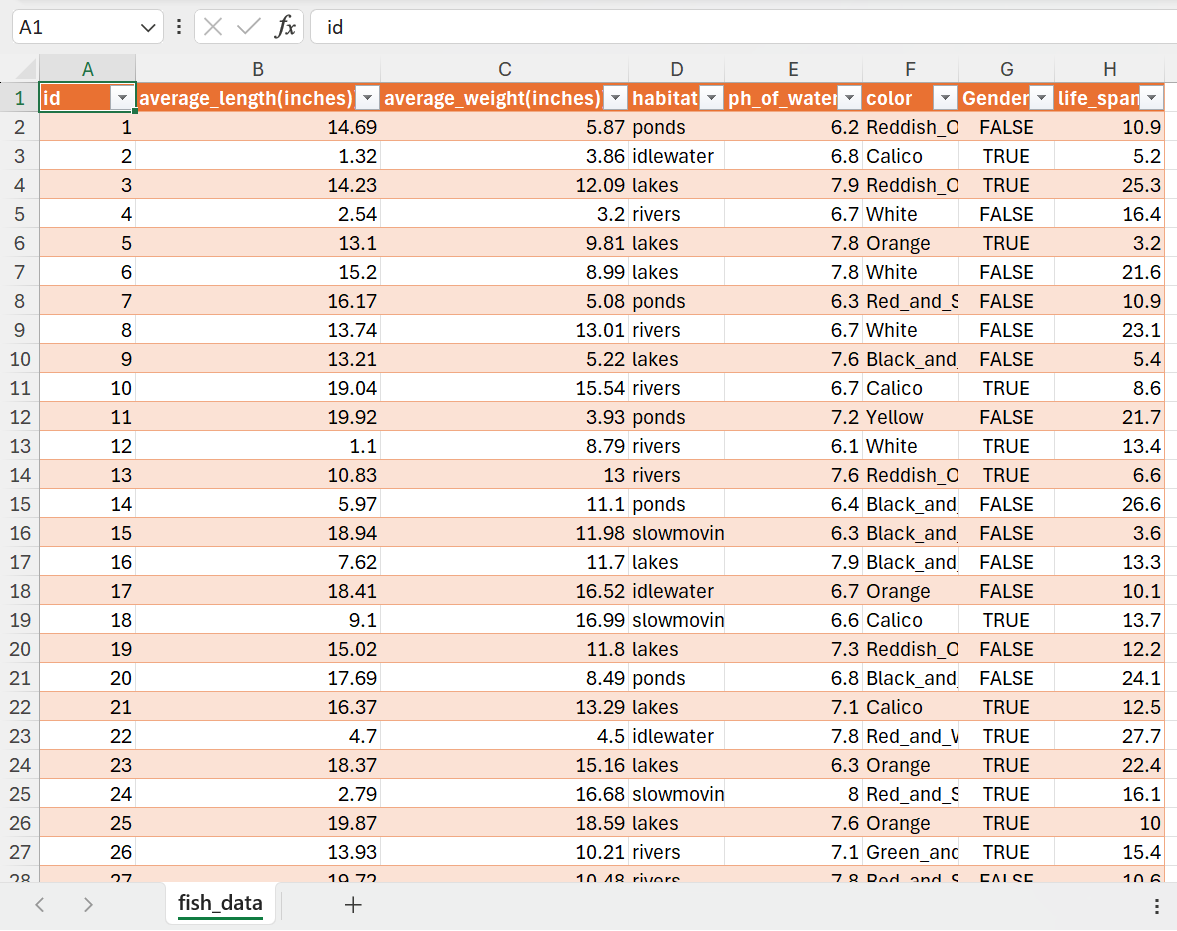 A1 fx id
A B C D E F G H
1 id average_length(inches) average_weight(inches) habitat ph_of_water color Gender life_span
2 1 14.69 5.87 ponds 6.2 Reddish_O FALSE 10.9
3 2 1.32 3.86 idlewater 6.8 Calico TRUE 5.2
4 3 14.23 12.09 lakes 7.9 Reddish_O TRUE 25.3
5 4 2.54 3.2 rivers 6.7 White FALSE 16.4
6 5 13.1 9.81 lakes 7.8 Orange TRUE 3.2
7 6 15.2 8.99 lakes 7.8 White FALSE 21.6
8 7 16.17 5.08 ponds 6.3 Red_and_S FALSE 10.9
9 8 13.74 13.01 rivers 6.7 White FALSE 23.1
10 9 13.21 5.22 lakes 7.6 Black_and_ FALSE 5.4
11 10 19.04 15.54 rivers 6.7 Calico TRUE 8.6
12 11 19.92 3.93 ponds 7.2 Yellow FALSE 21.7
13 12 1.1 8.79 rivers 6.1 White TRUE 13.4
14 13 10.83 13 rivers 7.6 Reddish_O TRUE 6.6
15 14 5.97 11.1 ponds 6.4 Black_and_ FALSE 26.6
16 15 18.94 11.98 slowmovin 6.3 Black_and_ FALSE 3.6
17 16 7.62 11.7 lakes 7.9 Black_and_ FALSE 13.3
18 17 18.41 16.52 idlewater 6.7 Orange FALSE 10.1
19 18 9.1 16.99 slowmovin 6.6 Calico TRUE 13.7
20 19 15.02 11.8 lakes 7.3 Reddish_O FALSE 12.2
21 20 17.69 8.49 ponds 6.8 Black_and_ FALSE 24.1
22 21 16.37 13.29 lakes 7.1 Calico TRUE 12.5
23 22 4.7 4.5 idlewater 7.8 Red_and_W TRUE 27.7
24 23 18.37 15.16 lakes 6.3 Orange TRUE 22.4
25 24 2.79 16.68 slowmovin 8 Red_and_S TRUE 16.1
26 25 19.87 18.59 lakes 7.6 Orange TRUE 10
27 26 13.93 10.21 rivers 7.1 Green_and TRUE 15.4
28 27 19.72 10.48 rivers 7.8 Red_and_S FALSE 10.6
fish_data